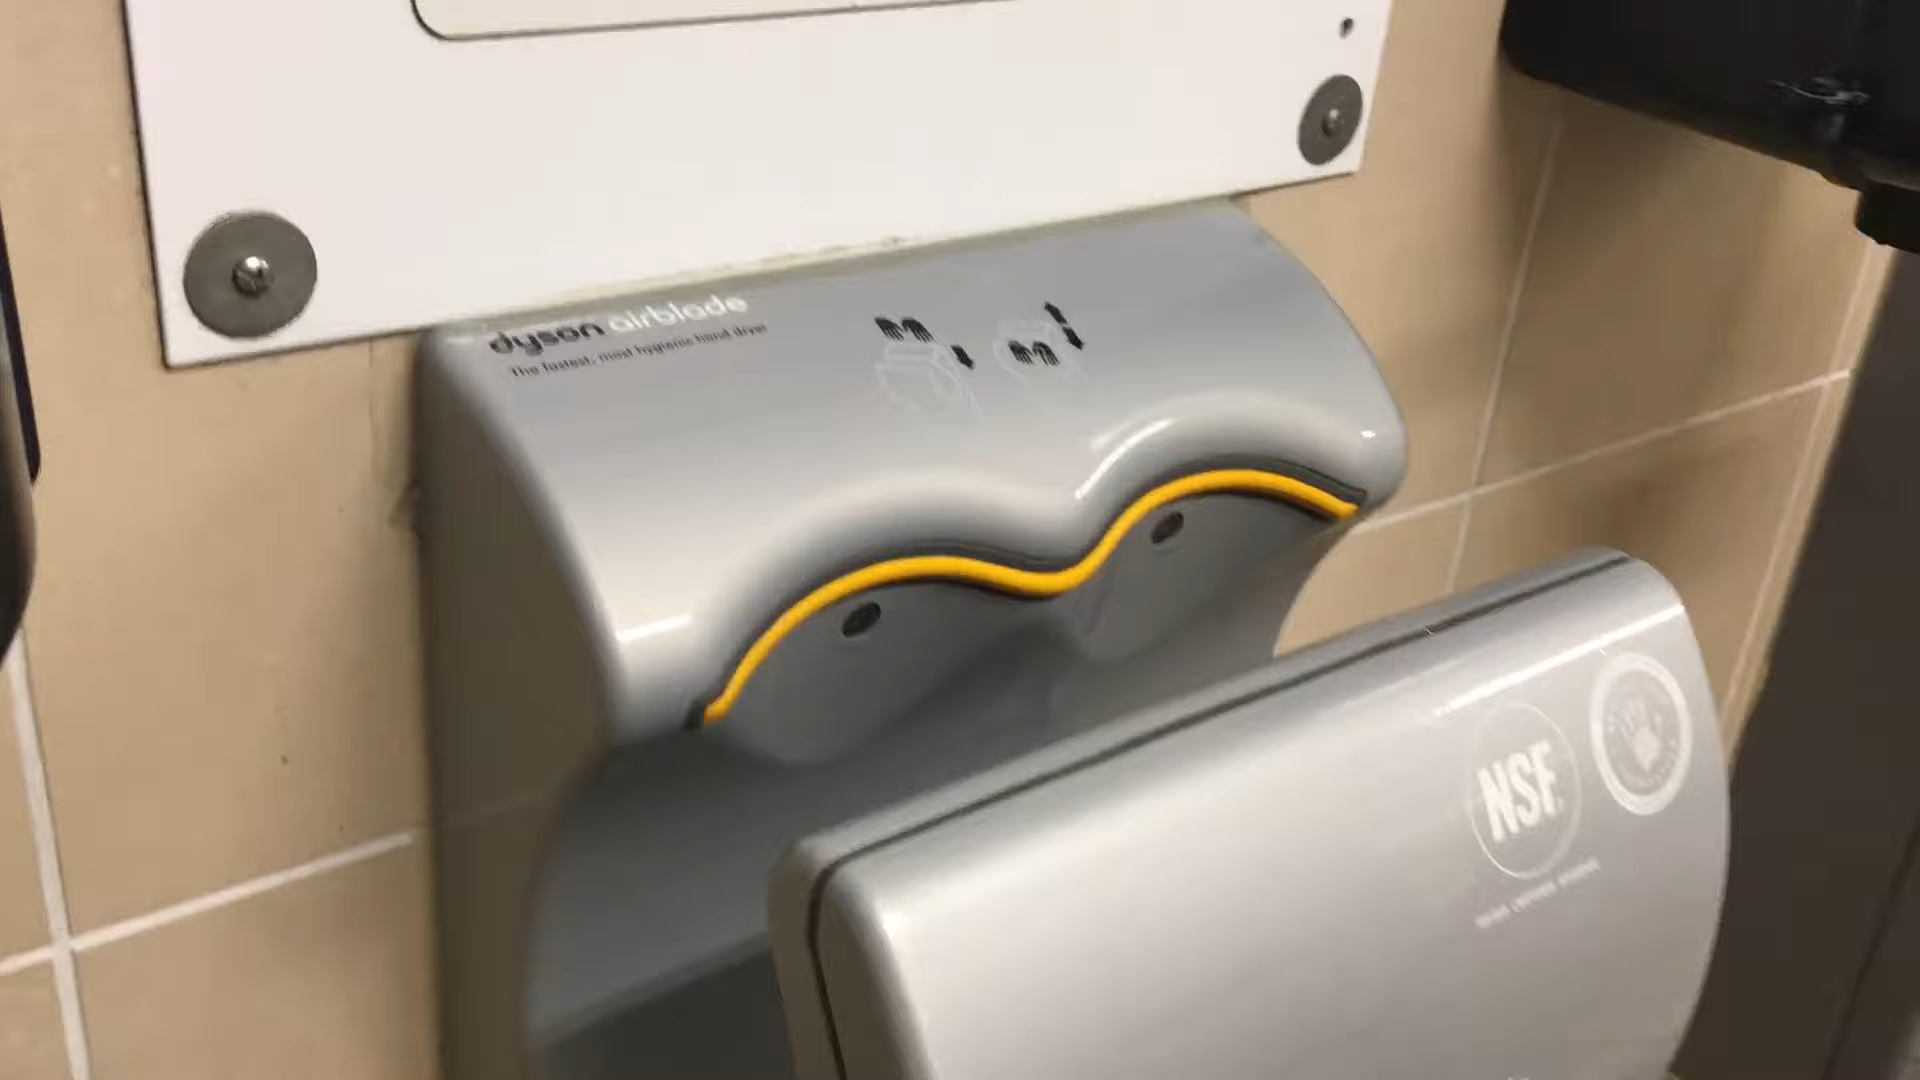 dyson airblade
The fastest, most hygienic hand dryer
NSF